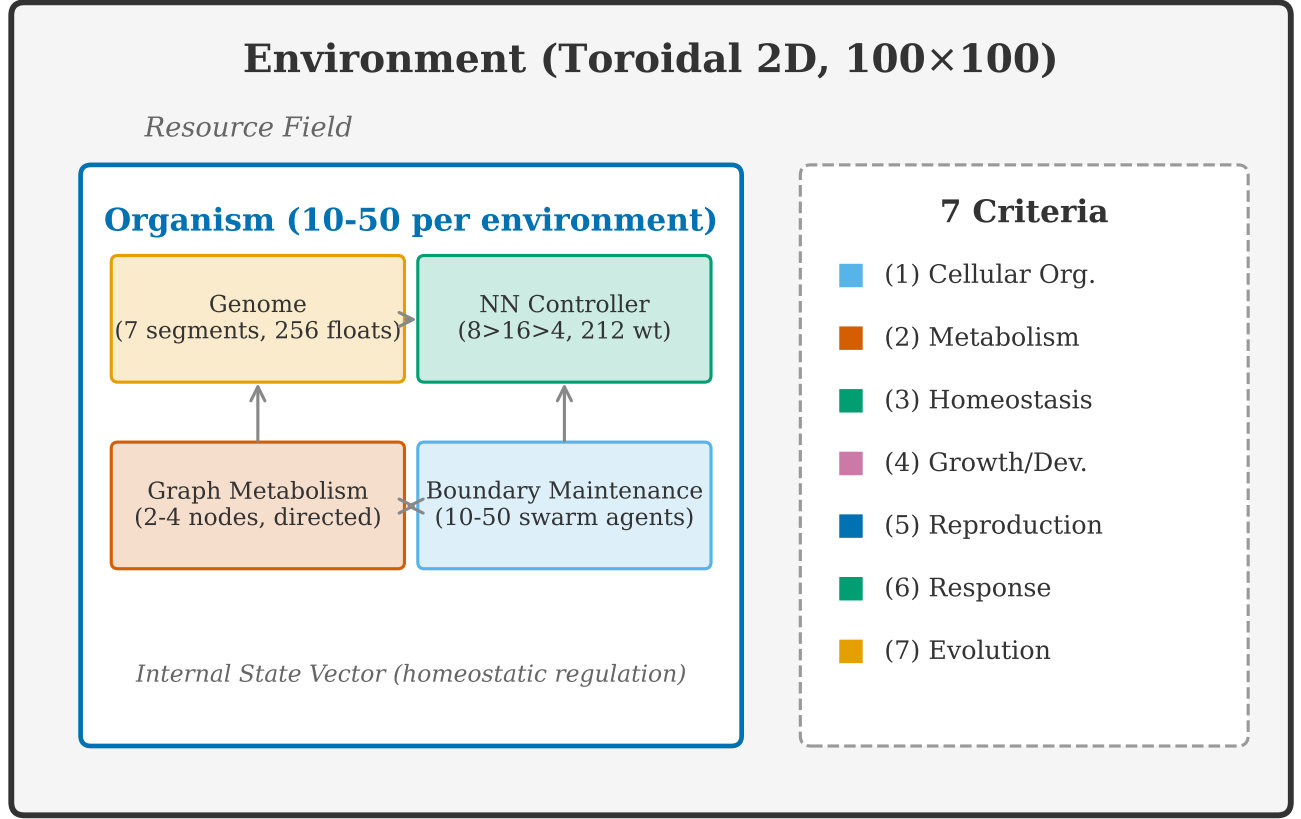 Environment (Toroidal 2D, 100×100)
Resource Field
Organism (10-50 per environment)
Genome
(7 segments, 256 floats)
NN Controller
(8>16>4, 212 wt)
Graph Metabolism
(2-4 nodes, directed)
Boundary Maintenance
(10-50 swarm agents)
Internal State Vector (homeostatic regulation)
7 Criteria
(1) Cellular Org.
(2) Metabolism
(3) Homeostasis
(4) Growth/Dev.
(5) Reproduction
(6) Response
(7) Evolution